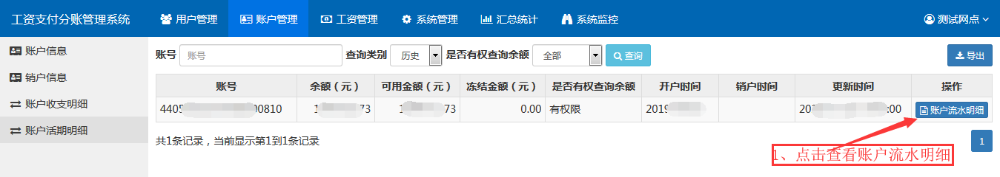 工资支付分账管理系统 用户管理 账户管理 工资管理 系统管理 汇总统计 系统监控 测试网点
账户信息
销户信息
账户收支明细
账户活期明细
账号 账号 查询类别 历史 是否有权查询余额 全部 查询 导出
账号 余额（元） 可用金额（元） 冻结金额（元） 是否有权查询余额 开户时间 销户时间 更新时间 操作
4405 00810 1 73 1 73 0.00 有权限 2019 20 :00 账户流水明细
共1条记录，当前显示第1到1条记录 1
1、点击查看账户流水明细